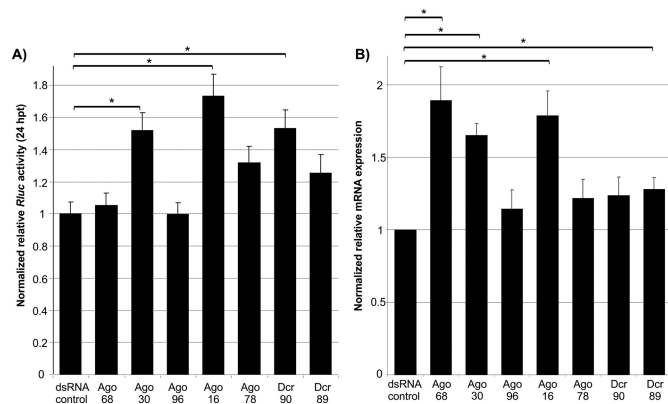 A)
*
*
*
Normalized relative Rluc activity (24 hpt)
1.8
1.6
1.4
1.2
1
0.8
0.6
0.4
0.2
0
dsRNA control
Ago 68
Ago 30
Ago 96
Ago 16
Ago 78
Dcr 90
Dcr 89
B)
*
*
*
*
Normalized relative mRNA expression
2
1.5
1
0.5
0
dsRNA control
Ago 68
Ago 30
Ago 96
Ago 16
Ago 78
Dcr 90
Dcr 89